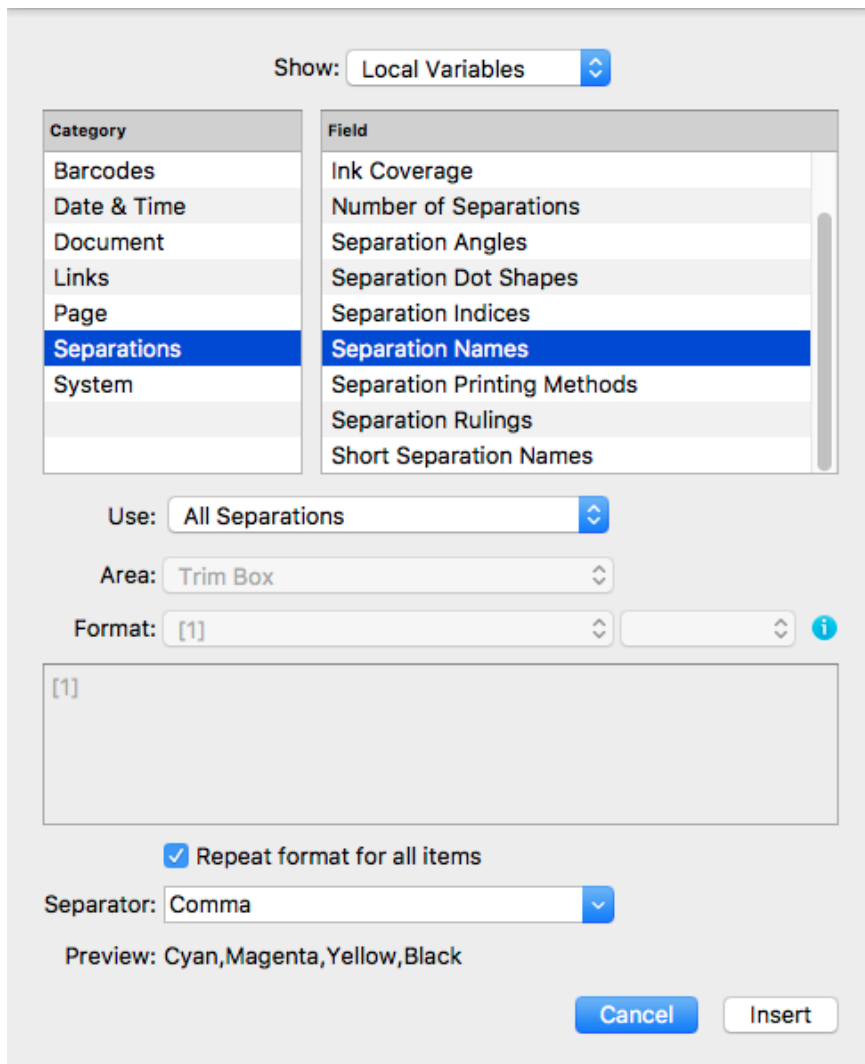 Show: Local Variables
Category Field
Barcodes Ink Coverage
Date & Time Number of Separations
Document Separation Angles
Links Separation Dot Shapes
Page Separation Indices
Separations Separation Names
System Separation Printing Methods
Separation Rulings
Short Separation Names
Use: All Separations
Area: Trim Box
Format: [1]
[1]
Repeat format for all items
Separator: Comma
Preview: Cyan,Magenta,Yellow,Black
Cancel Insert